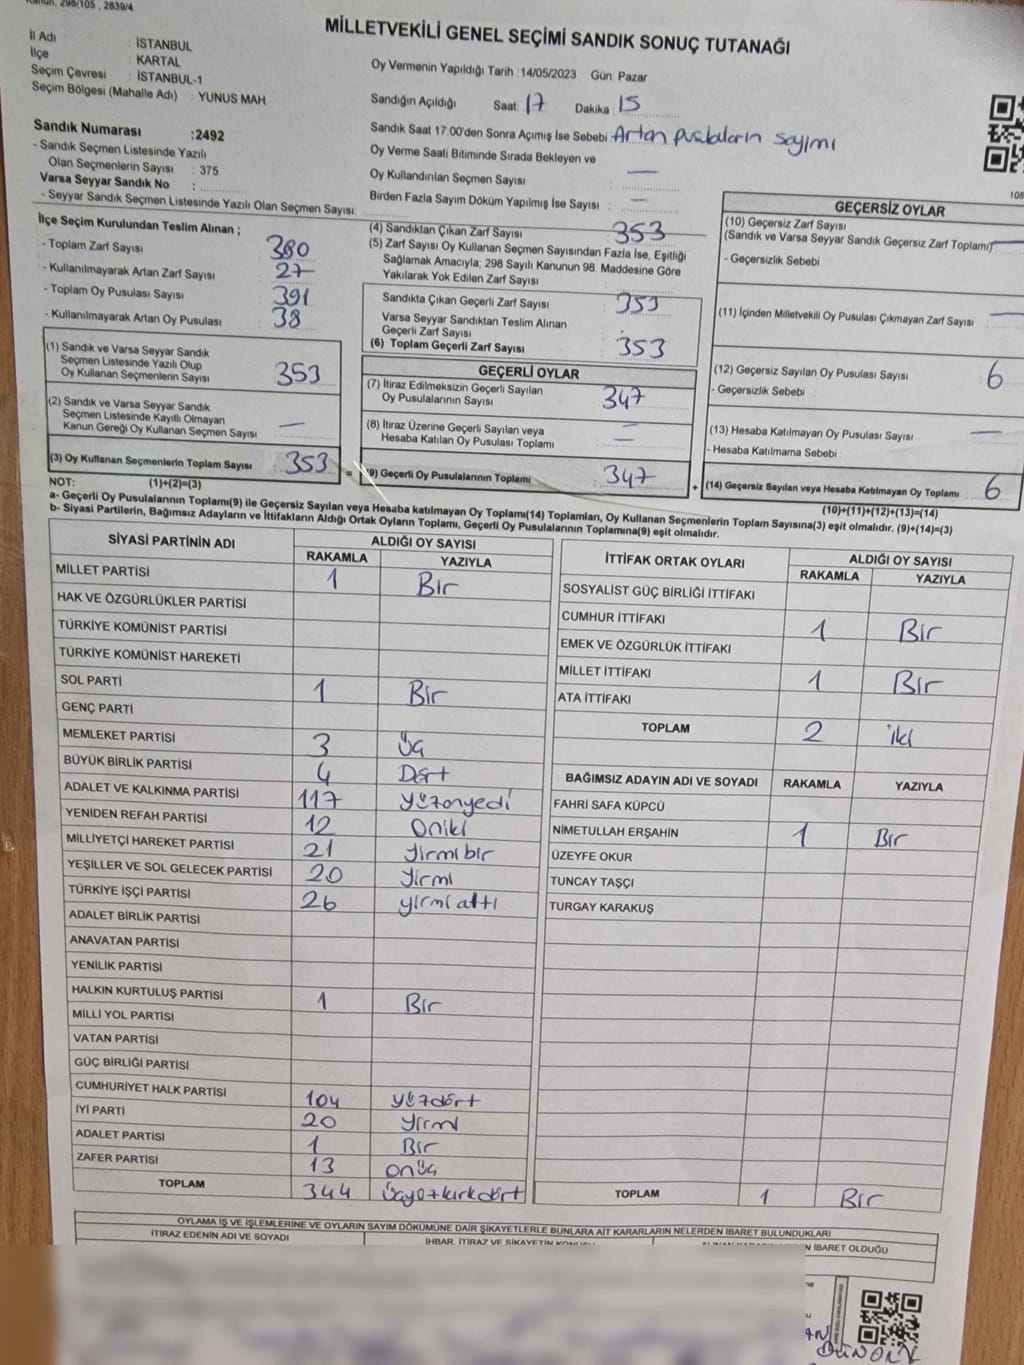 Kanun, 298/105 , 2839/4
MİLLETVEKİLİ GENEL SEÇİMİ SANDIK SONUÇ TUTANAĞI
İl Adı : İSTANBUL
İlçe : KARTAL
Seçim Çevresi : İSTANBUL-1
Seçim Bölgesi (Mahalle Adı) : YUNUS MAH
Sandık Numarası :2492
- Sandık Seçmen Listesinde Yazılı
Olan Seçmenlerin Sayısı : 375
Varsa Seyyar Sandık No :
- Seyyar Sandık Seçmen Listesinde Yazılı Olan Seçmen Sayısı:
Oy Vermenin Yapıldığı Tarih :14/05/2023 Gün: Pazar
Sandığın Açıldığı Saat: 17 Dakika : 15
Sandık Saat 17.00'den Sonra Açımış İse Sebebi : Artan pusulaların sayımı
Oy Verme Saati Bitiminde Sırada Bekleyen ve
Oy Kullandırılan Seçmen Sayısı : —
Birden Fazla Sayım Döküm Yapılmış İse Sayısı : —
İlçe Seçim Kurulundan Teslim Alınan ;
- Toplam Zarf Sayısı : 380
- Kullanılmayarak Artan Zarf Sayısı : 27
- Toplam Oy Pusulası Sayısı : 391
- Kullanılmayarak Artan Oy Pusulası : 38
(1) Sandık ve Varsa Seyyar Sandık
Seçmen Listesinde Yazılı Olup
Oy Kullanan Seçmenlerin Sayısı : 353
(2) Sandık ve Varsa Seyyar Sandık
Seçmen Listesinde Kayıtlı Olmayan
Kanun Gereği Oy Kullanan Seçmen Sayısı : —
(3) Oy Kullanan Seçmenlerin Toplam Sayısı : 353
(4) Sandıktan Çıkan Zarf Sayısı : 353
(5) Zarf Sayısı Oy Kullanan Seçmen Sayısından Fazla İse, Eşitliği
Sağlamak Amacıyla, 298 Sayılı Kanunun 98. Maddesine Göre
Yakılarak Yok Edilen Zarf Sayısı :
Sandıkta Çıkan Geçerli Zarf Sayısı : 353
Varsa Seyyar Sandıktan Teslim Alınan
Geçerli Zarf Sayısı :
(6) Toplam Geçerli Zarf Sayısı : 353
GEÇERLİ OYLAR
(7) İtiraz Edilmeksizin Geçerli Sayılan
Oy Pusulalarının Sayısı : 347
(8) İtiraz Üzerine Geçerli Sayılan veya
Hesaba Katılan Oy Pusulası Toplamı : —
= (9) Geçerli Oy Pusulalarının Toplamı : 347
108
GEÇERSİZ OYLAR
(10) Geçersiz Zarf Sayısı
(Sandık ve Varsa Seyyar Sandık Geçersiz Zarf Toplamı) —
- Geçersizlik Sebebi :
(11) İçinden Milletvekili Oy Pusulası Çıkmayan Zarf Sayısı : —
(12) Geçersiz Sayılan Oy Pusulası Sayısı : 6
- Geçersizlik Sebebi :
(13) Hesaba Katılmayan Oy Pusulası Sayısı : —
- Hesaba Katılmama Sebebi :
+ (14) Geçersiz Sayılan veya Hesaba Katılmayan Oy Toplamı : 6
NOT: (1)+(2)=(3)
(10)+(11)+(12)+(13)=(14)
a- Geçerli Oy Pusulalarının Toplamı(9) ile Geçersiz Sayılan veya Hesaba katılmayan Oy Toplamı(14) Toplamları, Oy Kullanan Seçmenlerin Toplam Sayısına(3) eşit olmalıdır. (9)+(14)=(3)
b- Siyasi Partilerin, Bağımsız Adayların ve İttifakların Aldığı Ortak Oyların Toplamı, Geçerli Oy Pusulalarının Toplamına(9) eşit olmalıdır.
SİYASİ PARTİNİN ADI ALDIĞI OY SAYISI
RAKAMLA YAZIYLA
MİLLET PARTİSİ 1 Bir
HAK VE ÖZGÜRLÜKLER PARTİSİ
TÜRKİYE KOMÜNİST PARTİSİ
TÜRKİYE KOMÜNİST HAREKETİ
SOL PARTİ 1 Bir
GENÇ PARTİ
MEMLEKET PARTİSİ 3 Üç
BÜYÜK BİRLİK PARTİSİ 4 Dört
ADALET VE KALKINMA PARTİSİ 117 Yüzonyedi
YENİDEN REFAH PARTİSİ 12 Oniki
MİLLİYETÇİ HAREKET PARTİSİ 21 Yirmibir
YEŞİLLER VE SOL GELECEK PARTİSİ 20 Yirmi
TÜRKİYE İŞÇİ PARTİSİ 26 yirmi altı
ADALET BİRLİK PARTİSİ
ANAVATAN PARTİSİ
YENİLİK PARTİSİ
HALKIN KURTULUŞ PARTİSİ 1 Bir
MİLLİ YOL PARTİSİ
VATAN PARTİSİ
GÜÇ BİRLİĞİ PARTİSİ
CUMHURİYET HALK PARTİSİ 104 Yüzdört
İYİ PARTİ 20 Yirmi
ADALET PARTİSİ 1 Bir
ZAFER PARTİSİ 13 onüç
TOPLAM 344 Üçyüzkırkdört
İTTİFAK ORTAK OYLARI ALDIĞI OY SAYISI
RAKAMLA YAZIYLA
SOSYALİST GÜÇ BİRLİĞİ İTTİFAKI
CUMHUR İTTİFAKI 1 Bir
EMEK VE ÖZGÜRLÜK İTTİFAKI
MİLLET İTTİFAKI 1 Bir
ATA İTTİFAKI
TOPLAM 2 iki
BAĞIMSIZ ADAYIN ADI VE SOYADI RAKAMLA YAZIYLA
FAHRİ SAFA KÜPCÜ
NİMETULLAH ERŞAHİN 1 Bir
ÜZEYFE OKUR
TUNCAY TAŞÇI
TURGAY KARAKUŞ
TOPLAM 1 Bir
OYLAMA İŞ VE İŞLEMLERİNE VE OYLARIN SAYIM DÖKÜMÜNE DAİR ŞİKAYETLERLE BUNLARA AİT KARARLARIN NELERDEN İBARET BULUNDUKLARI
İTİRAZ EDENİN ADI VE SOYADI
İHBAR, İTİRAZ VE ŞİKAYETİN KONUSU
İBARET OLDUĞU